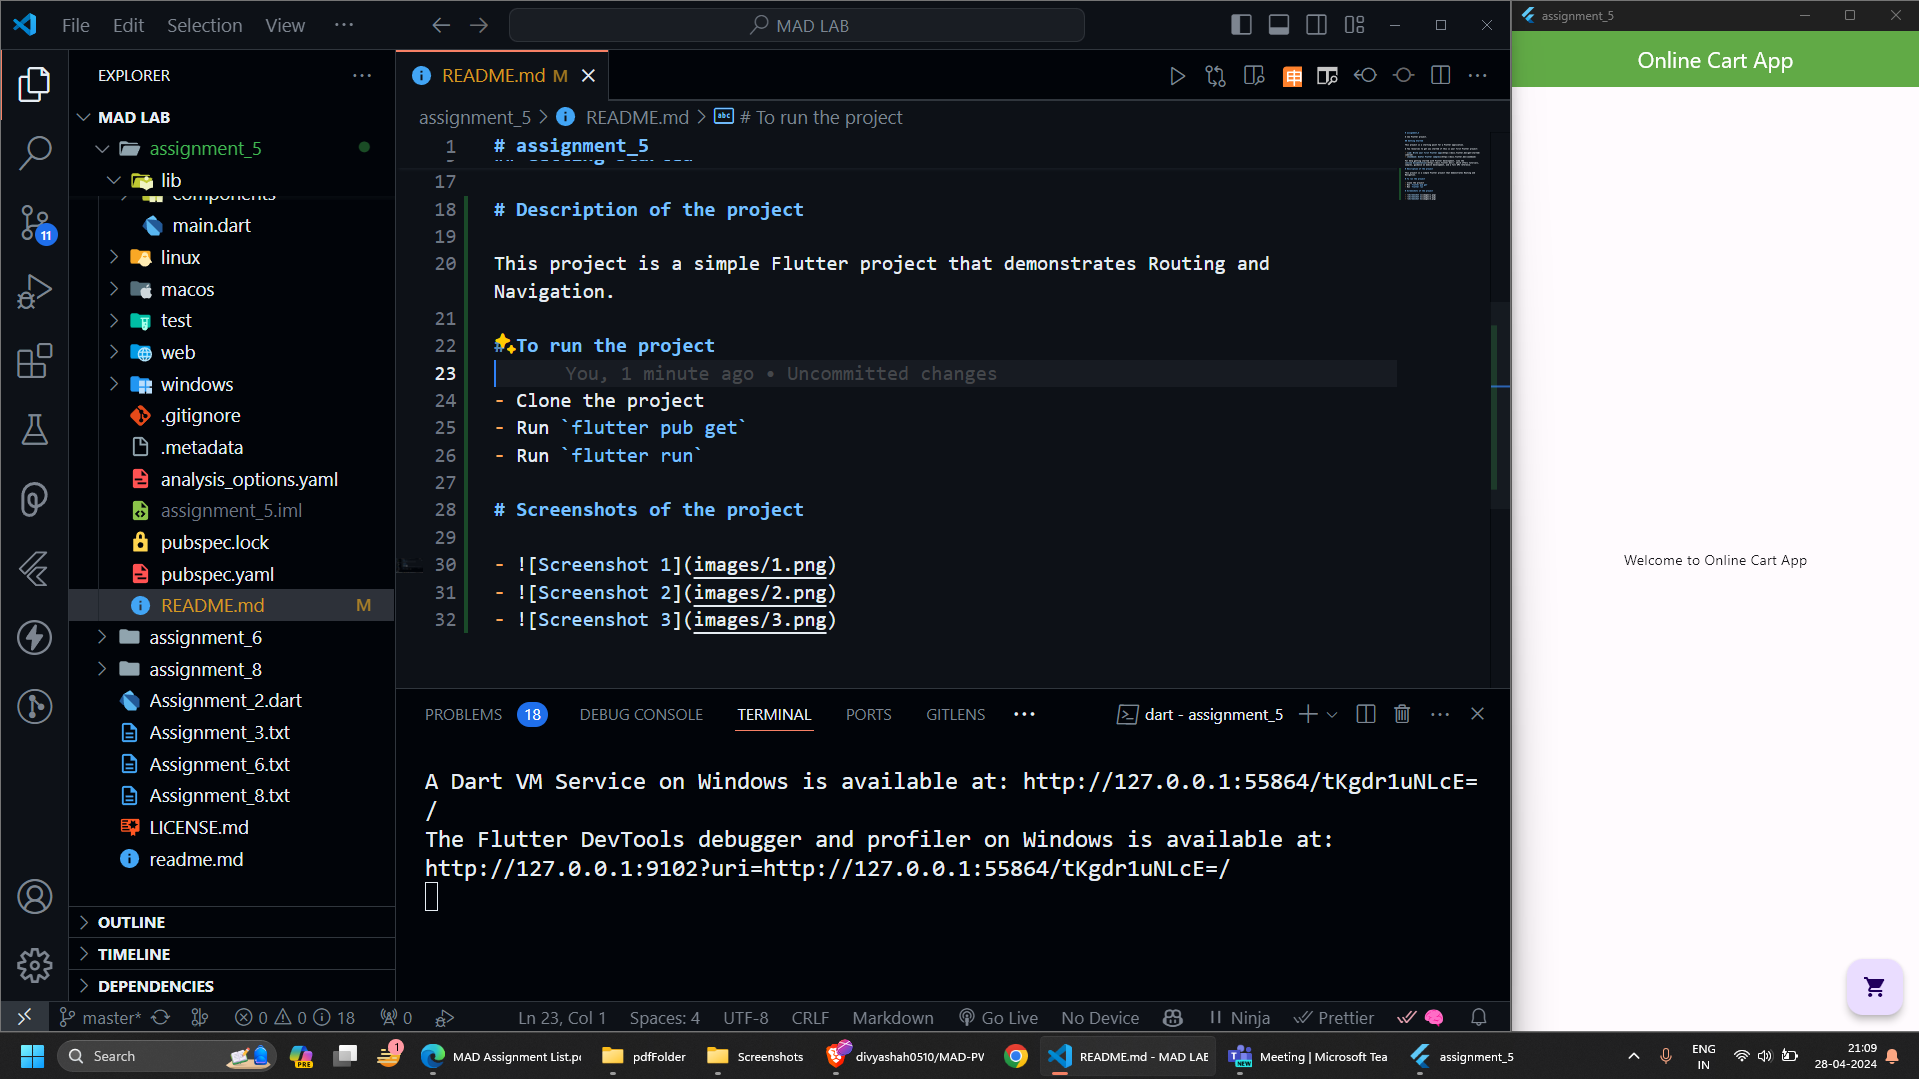 File Edit Selection View ...
MAD LAB
assignment_5
EXPLORER
MAD LAB
assignment_5
lib
components
main.dart
linux
macos
test
web
windows
.gitignore
.metadata
analysis_options.yaml
assignment_5.iml
pubspec.lock
pubspec.yaml
README.md M
assignment_6
assignment_8
Assignment_2.dart
Assignment_3.txt
Assignment_6.txt
Assignment_8.txt
LICENSE.md
readme.md
OUTLINE
TIMELINE
DEPENDENCIES
11
README.md M
assignment_5 > README.md > abc # To run the project
1 # assignment_5
17
18 # Description of the project
19
20 This project is a simple Flutter project that demonstrates Routing and
Navigation.
21
22 # To run the project
23 You, 1 minute ago • Uncommitted changes
24 - Clone the project
25 - Run `flutter pub get`
26 - Run `flutter run`
27
28 # Screenshots of the project
29
30 - ![Screenshot 1](images/1.png)
31 - ![Screenshot 2](images/2.png)
32 - ![Screenshot 3](images/3.png)
PROBLEMS 18 DEBUG CONSOLE TERMINAL PORTS GITLENS ... dart - assignment_5
A Dart VM Service on Windows is available at: http://127.0.0.1:55864/tKgdr1uNLcE=
/
The Flutter DevTools debugger and profiler on Windows is available at:
http://127.0.0.1:9102?uri=http://127.0.0.1:55864/tKgdr1uNLcE=/
Online Cart App
Welcome to Online Cart App
master* 0 0 18 0 Ln 23, Col 1 Spaces: 4 UTF-8 CRLF Markdown Go Live No Device Ninja Prettier
Search PRE 1 MAD Assignment List.pc pdfFolder Screenshots divyashah0510/MAD-PV README.md - MAD LAB NEW Meeting | Microsoft Tea assignment_5
ENG
IN
21:09
28-04-2024